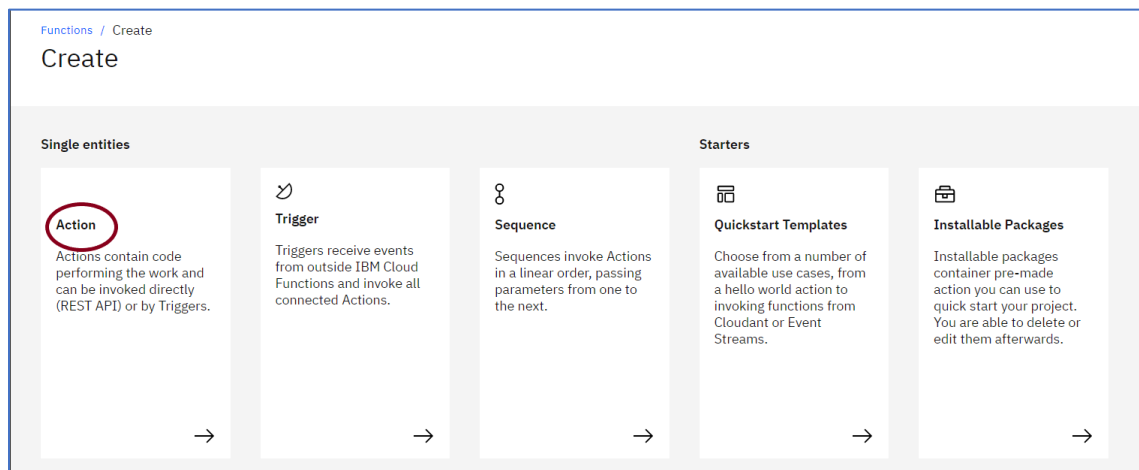 Functions / Create
Create
Single entities
Starters
Action
Actions contain code
performing the work and
can be invoked directly
(REST API) or by Triggers.
Trigger
Triggers receive events
from outside IBM Cloud
Functions and invoke all
connected Actions.
Sequence
Sequences invoke Actions
in a linear order, passing
parameters from one to
the next.
Quickstart Templates
Choose from a number of
available use cases, from
a hello world action to
invoking functions from
Cloudant or Event
Streams.
Installable Packages
Installable packages
container pre-made
action you can use to
quick start your project.
You are able to delete or
edit them afterwards.